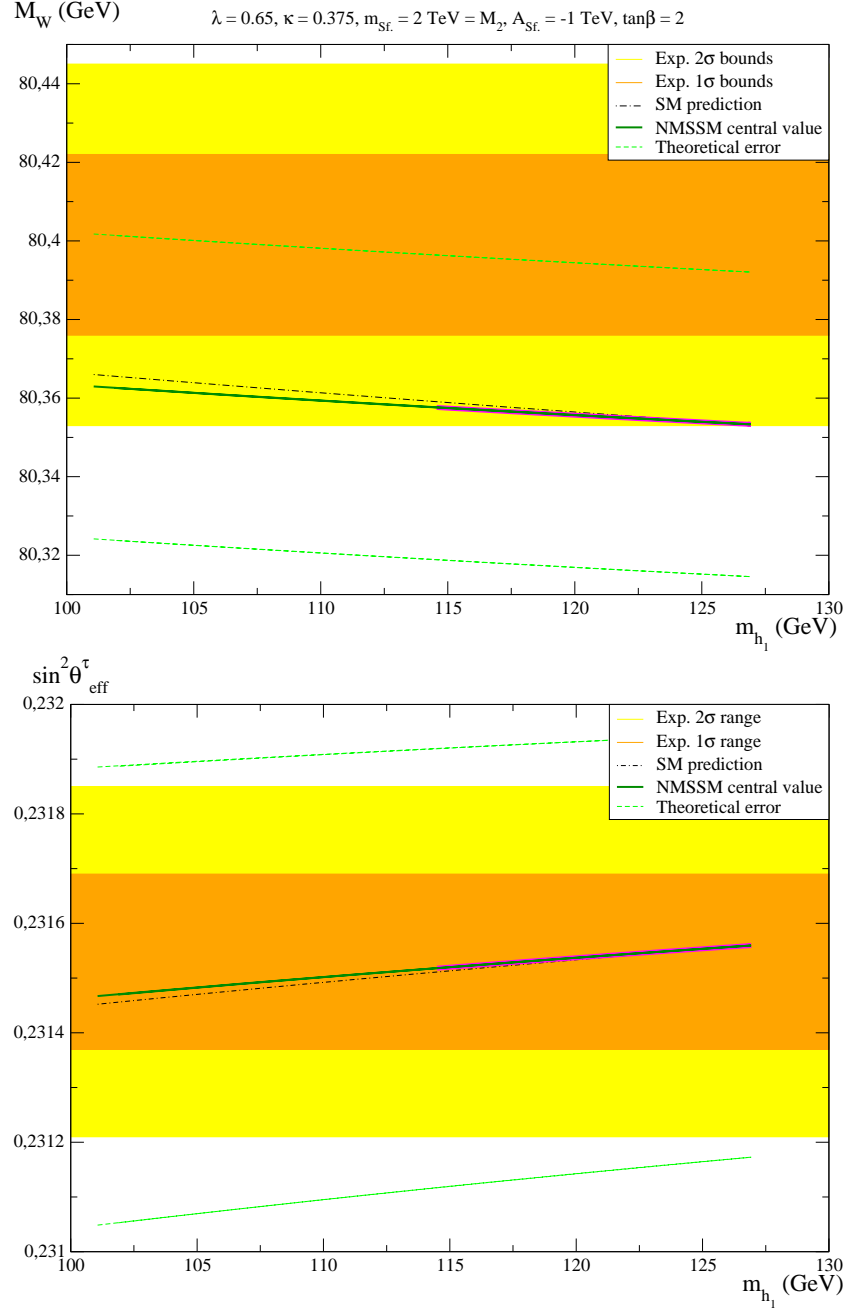 M_W (GeV)
λ = 0.65, κ = 0.375, m_Sf. = 2 TeV = M_2, A_Sf. = -1 TeV, tanβ = 2
Exp. 2σ bounds
Exp. 1σ bounds
SM prediction
NMSSM central value
Theoretical error
80,44
80,42
80,4
80,38
80,36
80,34
80,32
100 105 110 115 120 125 130
m_h_1 (GeV)
sin^2θ^τ_eff
Exp. 2σ range
Exp. 1σ range
SM prediction
NMSSM central value
Theoretical error
0,232
0,2318
0,2316
0,2314
0,2312
0,231
100 105 110 115 120 125 130
m_h_1 (GeV)